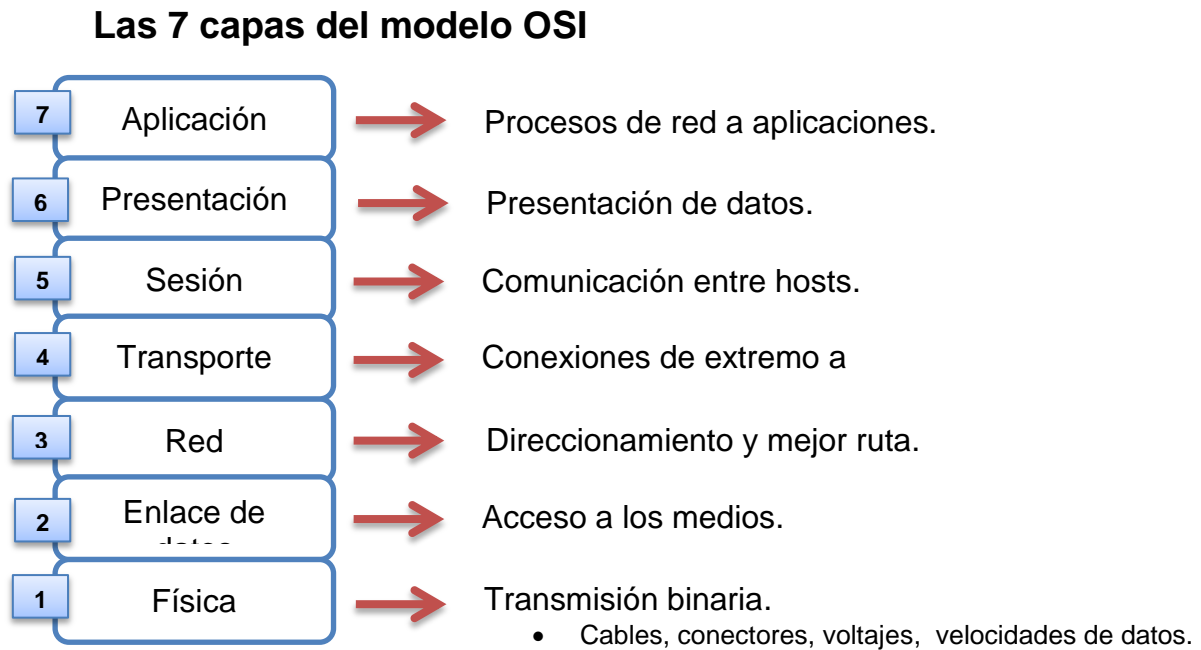 Las 7 capas del modelo OSI
7 Aplicación Procesos de red a aplicaciones.
6 Presentación Presentación de datos.
5 Sesión Comunicación entre hosts.
4 Transporte Conexiones de extremo a
3 Red Direccionamiento y mejor ruta.
2 Enlace de Acceso a los medios.
datos
1 Física Transmisión binaria.
• Cables, conectores, voltajes, velocidades de datos.